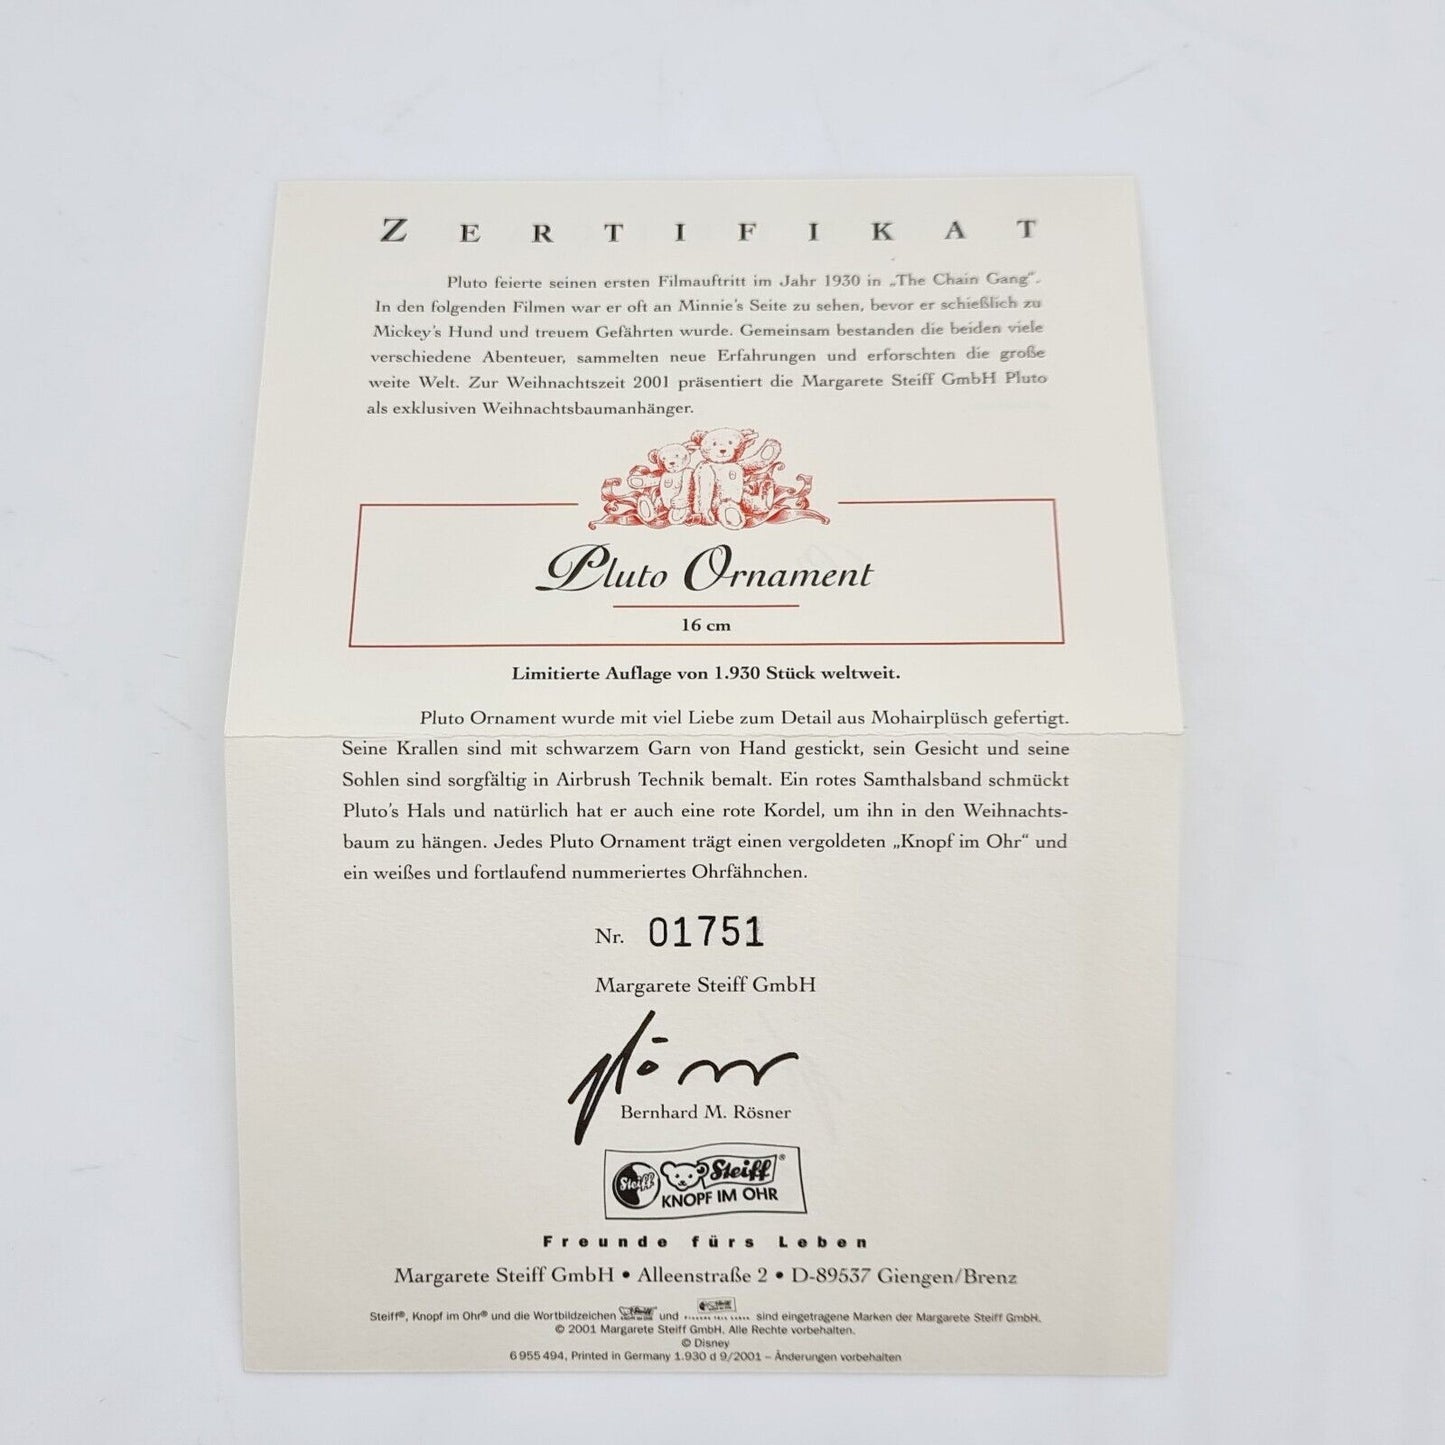 ZERTIFIKAT
Pluto feierte seinen ersten Filmauftritt im Jahr 1930 in „The Chain Gang“.
In den folgenden Filmen war er oft an Minnie's Seite zu sehen, bevor er schießlich zu
Mickey's Hund und treuem Gefährten wurde. Gemeinsam bestanden die beiden viele
verschiedene Abenteuer, sammelten neue Erfahrungen und erforschten die große
weite Welt. Zur Weihnachtszeit 2001 präsentiert die Margarete Steiff GmbH Pluto
als exklusiven Weihnachtsbaumanhänger.
Pluto Ornament
16 cm
Limitierte Auflage von 1.930 Stück weltweit.
Pluto Ornament wurde mit viel Liebe zum Detail aus Mohairplüsch gefertigt.
Seine Krallen sind mit schwarzem Garn von Hand gestickt, sein Gesicht und seine
Sohlen sind sorgfältig in Airbrush Technik bemalt. Ein rotes Samthalsband schmückt
Pluto's Hals und natürlich hat er auch eine rote Kordel, um ihn in den Weihnachts-
baum zu hängen. Jedes Pluto Ornament trägt einen vergoldeten „Knopf im Ohr“ und
ein weißes und fortlaufend nummeriertes Ohrfähnchen.
Nr. 01751
Margarete Steiff GmbH
Bernhard M. Rösner
Steiff Steiff®
KNOPF IM OHR
Freunde fürs Leben
Margarete Steiff GmbH • Alleenstraße 2 • D-89537 Giengen/Brenz
Steiff®, Knopf im Ohr® und die Wortbildzeichen und sind eingetragene Marken der Margarete Steiff GmbH.
© 2001 Margarete Steiff GmbH. Alle Rechte vorbehalten.
© Disney
6 955 494, Printed in Germany 1.930 d 9/2001 – Änderungen vorbehalten